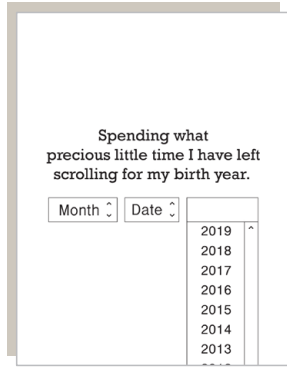 Spending what
precious little time I have left
scrolling for my birth year.
Month Date
2019
2018
2017
2016
2015
2014
2013